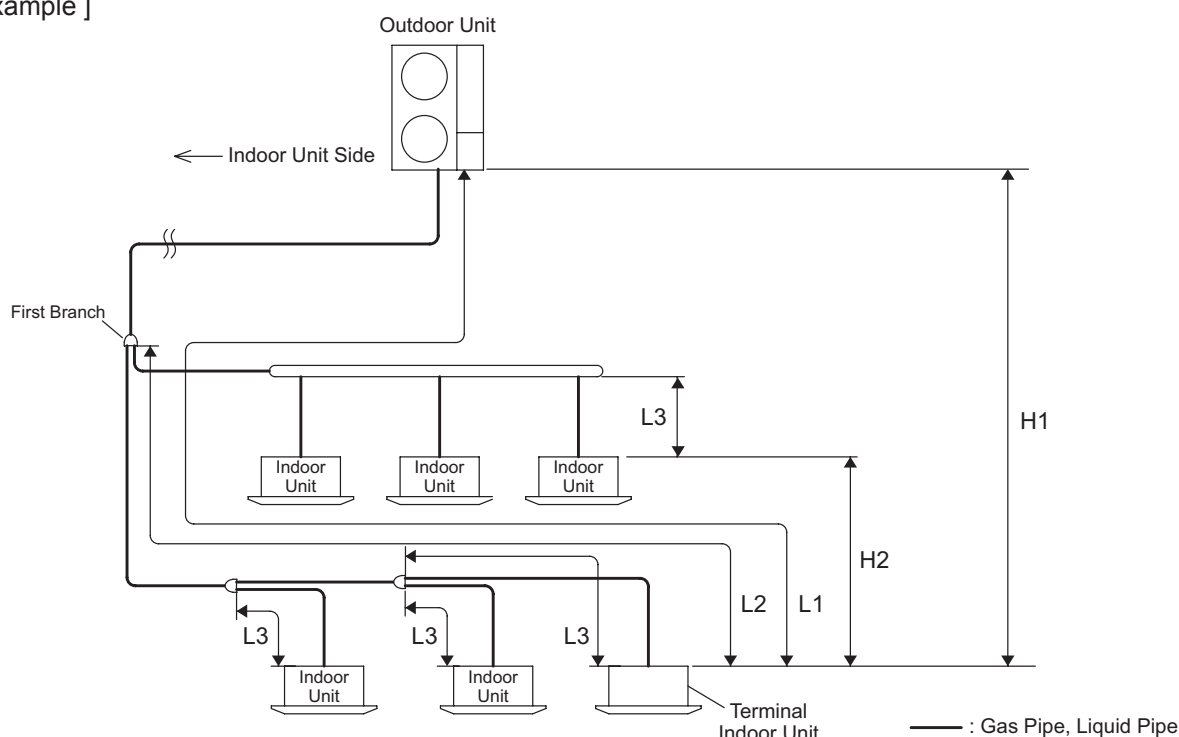 xample ]
Outdoor Unit
Indoor Unit Side
First Branch
L3
H1
Indoor
Unit
Indoor
Unit
Indoor
Unit
H2
L2
L1
L3
L3
L3
Indoor
Unit
Indoor
Unit
Terminal
Indoor Unit
: Gas Pipe, Liquid Pipe